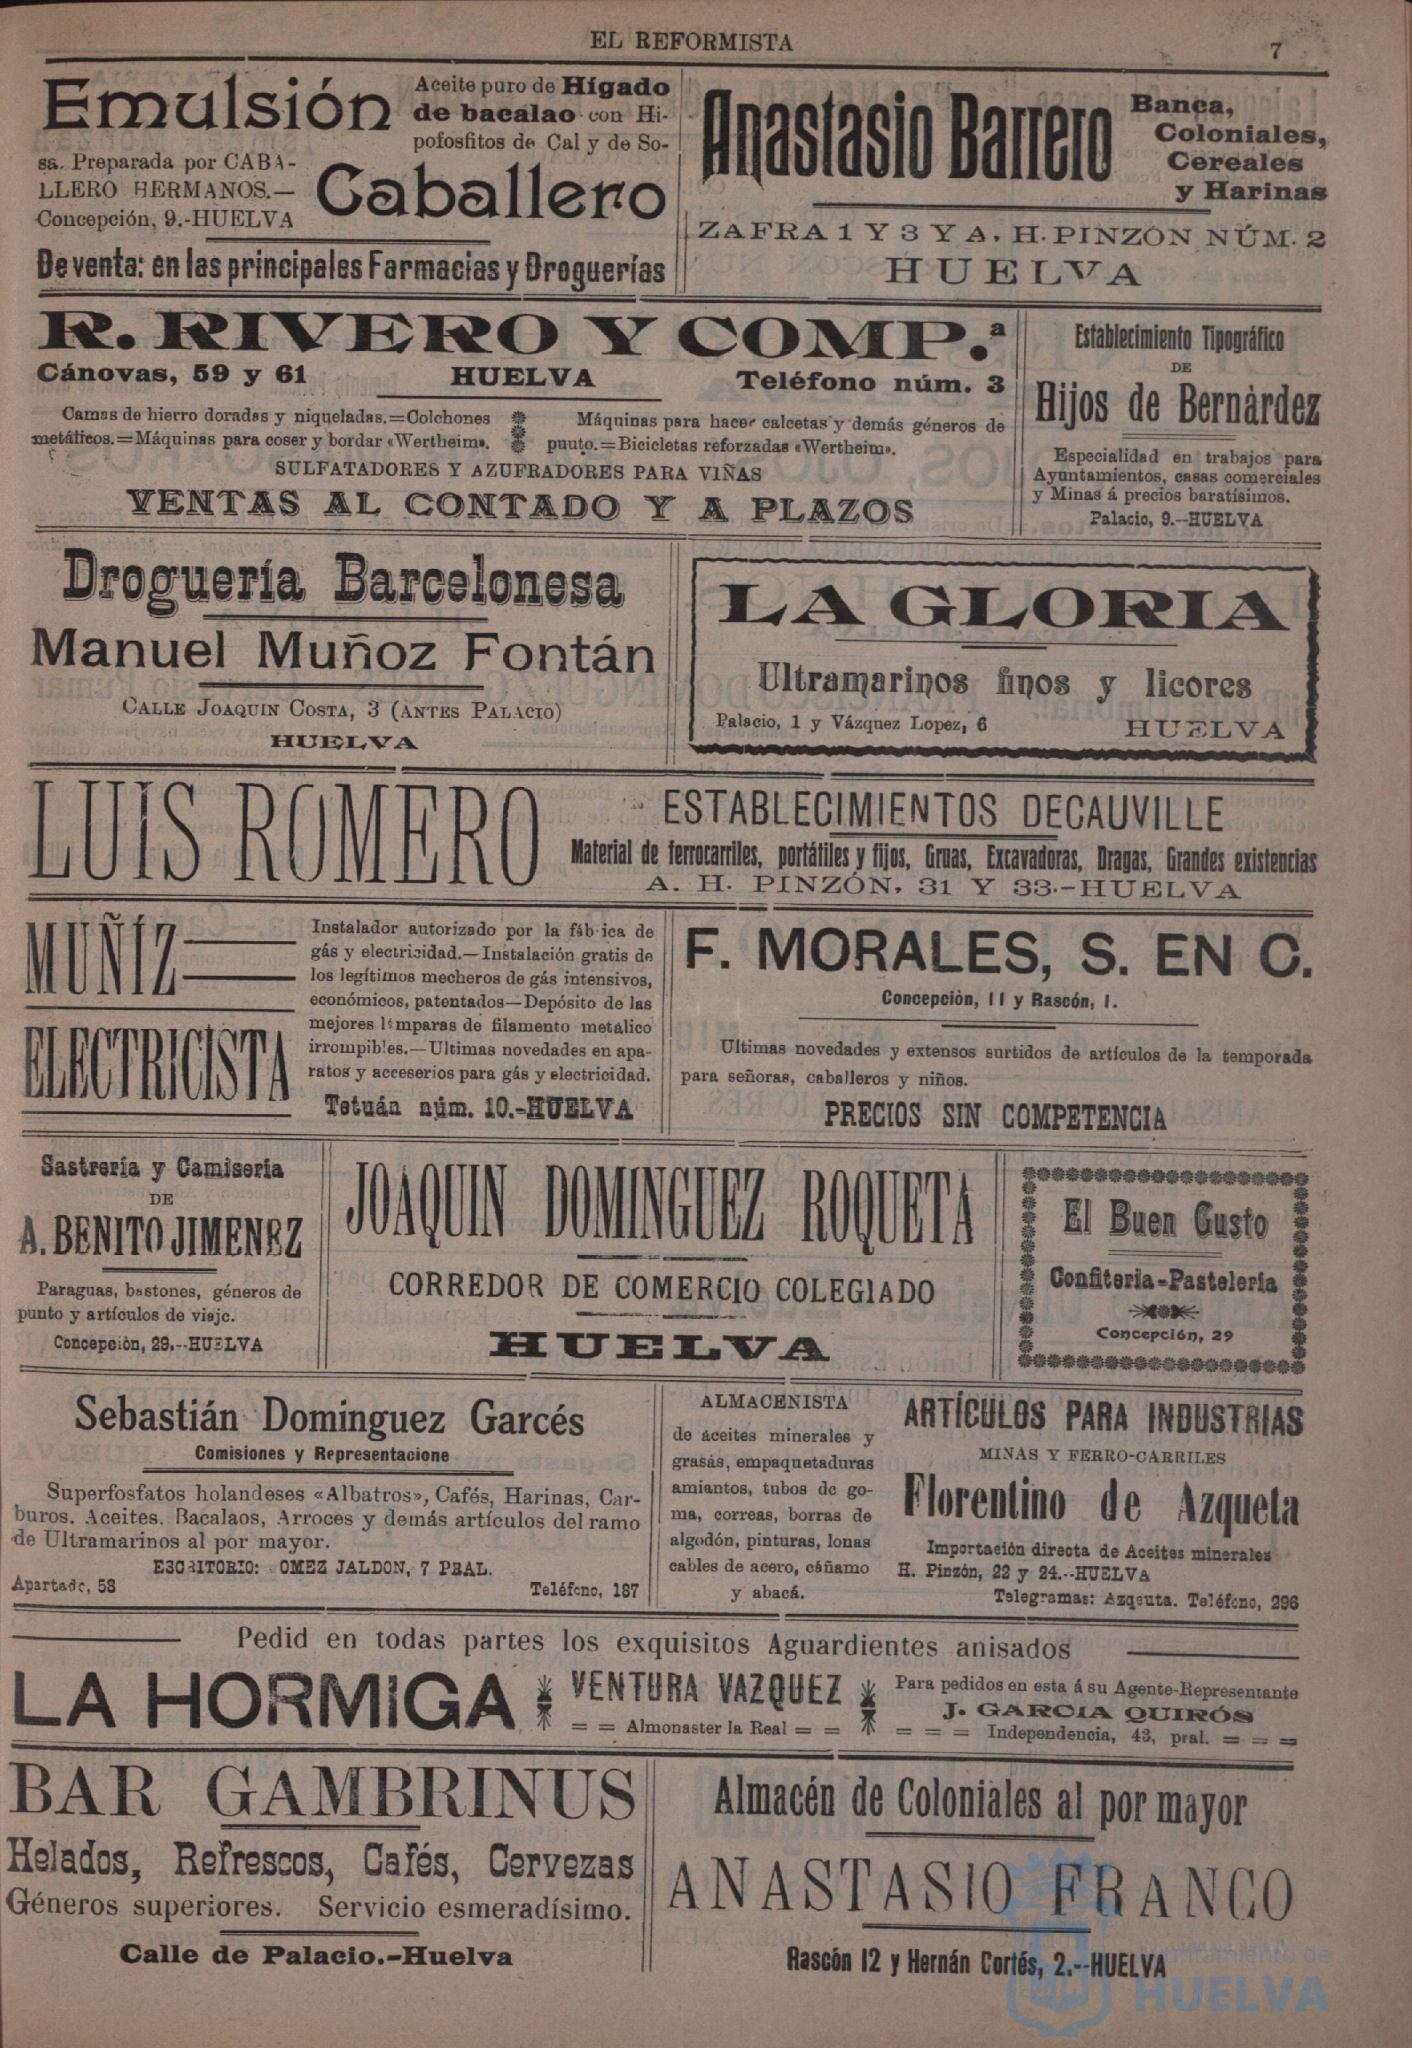 EL REFORMISTA
7
Emulsión
Aceite puro de Hígado
de bacalao con Hi-
pofosfitos de Cal y de So-
sa. Preparada por CABA-
LLERO HERMANOS.—
Concepción, 9.-HUELVA
Caballero
De venta: en las principales Farmacias y Droguerías
Anastasio Barrero
Banca,
Coloniales,
Cereales
y Harinas
ZAFRA 1 Y 3 Y A. H. PINZÓN NÚM. 2
HUELVA
R. RIVERO Y COMP.ª
Cánovas, 59 y 61 HUELVA Teléfono núm. 3
Camas de hierro doradas y niqueladas.=Colchones
metálicos.=Máquinas para coser y bordar «Wertheim».
Máquinas para hacer calcetas y demás géneros de
puuto.=Bicicletas reforzadas «Wertheim».
SULFATADORES Y AZUFRADORES PARA VIÑAS
VENTAS AL CONTADO Y A PLAZOS
Establecimiento Tipográfico
DE
Hijos de Bernárdez
Especialidad en trabajos para
Ayuntamientos, casas comerciales
y Minas á precios baratísimos.
Palacio, 9.--HUELVA
Droguería Barcelonesa
Manuel Muñoz Fontán
CALLE JOAQUIN COSTA, 3 (ANTES PALACIO)
HUELVA
LA GLORIA
Ultramarinos finos y licores
Palacio, 1 y Vázquez Lopez, 6 HUELVA
LUIS ROMERO
ESTABLECIMIENTOS DECAUVILLE
Material de ferrocarriles, portátiles y fijos, Gruas, Excavadoras, Dragas, Grandes existencias
A. H. PINZÓN, 31 Y 33.-HUELVA
MUÑÍZ
ELECTRICISTA
Instalador autorizado por la fábrica de
gás y electricidad.—Instalación gratis de
los legítimos mecheros de gás intensivos,
económicos, patentados—Depósito de las
mejores lámparas de filamento metálico
irrompibles.—Ultimas novedades en apa-
ratos y acceserios para gás y electricidad.
Tetuán núm. 10.-HUELVA
F. MORALES, S. EN C.
Concepciòn, 11 y Rascón, 1.
Ultimas novedades y extensos surtidos de artículos de la temporada
para señoras, caballeros y niños.
PRECIOS SIN COMPETENCIA
Sastrería y Camisería
DE
A. BENITO JIMENEZ
Paraguas, bastones, géneros de
punto y artículos de viaje.
Concepciòn, 29.--HUELVA
JOAQUIN DOMINGUEZ ROQUETA
CORREDOR DE COMERCIO COLEGIADO
HUELVA
El Buen Gusto
Confitería-Pastelería
Concepción, 29
Sebastián Dominguez Garcés
Comisiones y Representacione
Superfosfatos holandeses «Albatros», Cafés, Harinas, Car-
buros. Aceites. Bacalaos, Arroces y demás artículos del ramo
de Ultramarinos al por mayor.
ESCRITORIO: OMEZ JALDON, 7 PRAL.
Apartado, 58 Teléfono, 187
ALMACENISTA
de aceites minerales y
grasas, empaquetaduras
amiantos, tubos de go-
ma, correas, borras de
algodón, pinturas, lonas
cables de acero, cáñamo
y abacá.
ARTÍCULOS PARA INDUSTRIAS
MINAS Y FERRO-CARRILES
Florentino de Azqueta
Importación directa de Aceites minerales
H. Pinzón, 22 y 24.--HUELVA
Telegramas: Azqeuta. Teléfono, 296
Pedid en todas partes los exquisitos Aguardientes anisados
LA HORMIGA
VENTURA VAZQUEZ
= = Almonaster la Real = =
Para pedidos en esta á su Agente-Representante
J. GARCIA QUIRÓS
= = = Independencia, 43, pral. = = =
BAR GAMBRINUS
Helados, Refrescos, Cafés, Cervezas
Géneros superiores. Servicio esmeradísimo.
Calle de Palacio.-Huelva
Almacén de Coloniales al por mayor
ANASTASIO FRANCO
Rascón 12 y Hernán Cortés, 2.--HUELVA
Ayuntamiento de
HUELVA